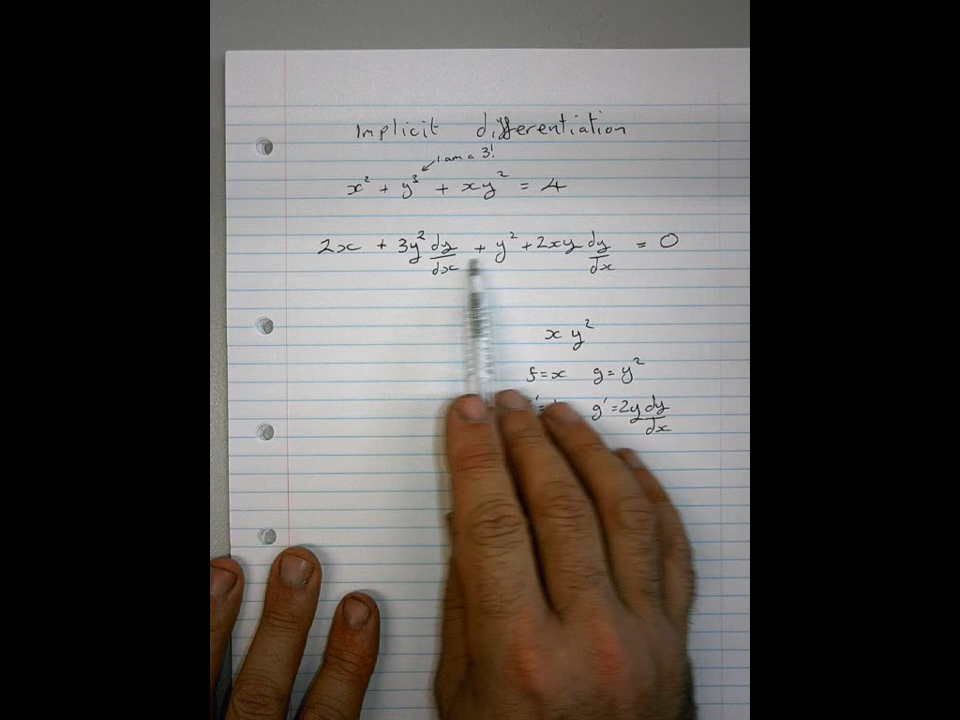 Implicit differentiation
I am a 3!
x² + y³ + xy² = 4
2x + 3y² dy/dx + y² + 2xy dy/dx = 0
xy²
f=x g=y²
g'=2y dy/dx